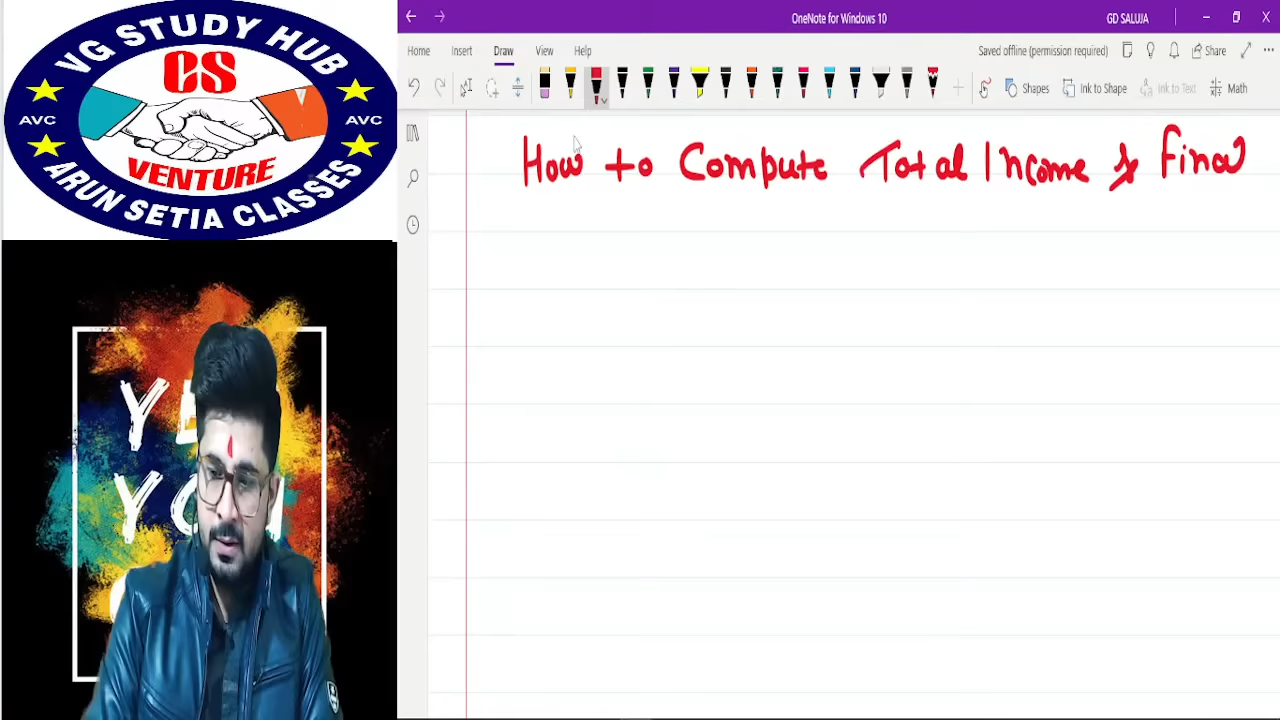 VG STUDY HUB
CS
AVC
AVC
VENTURE
ARUN SETIA CLASSES
OneNote for Windows 10
GD SALUJA
Home Insert Draw View Help
Saved offline (permission required)
Share
Shapes
Ink to Shape
Ink to Text
Math
How to Compute Total Income &
YE
YO